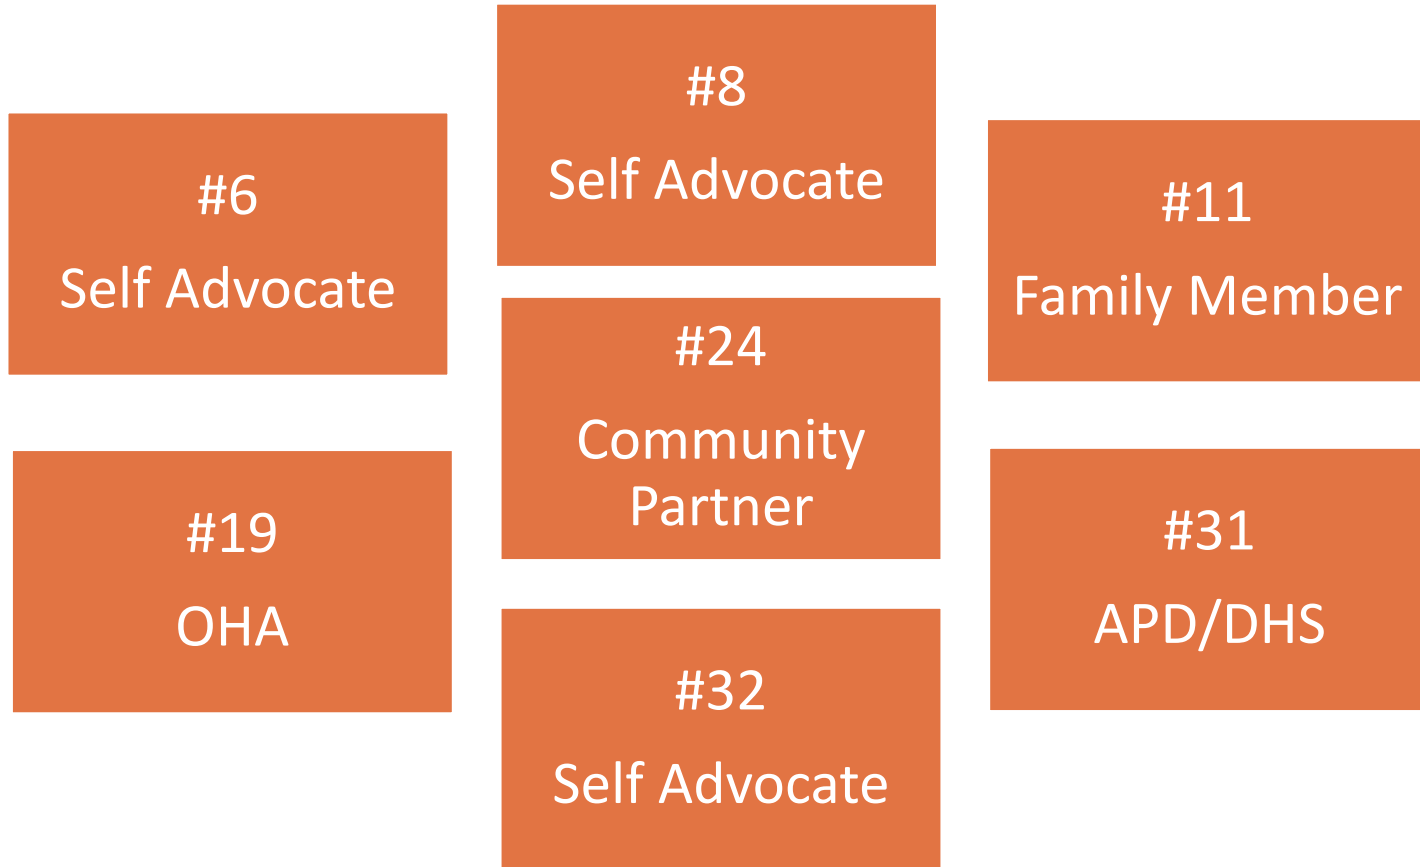 #8
Self Advocate
#6
Self Advocate
#11
Family Member
#24
Community
Partner
#19
OHA
#31
APD/DHS
#32
Self Advocate